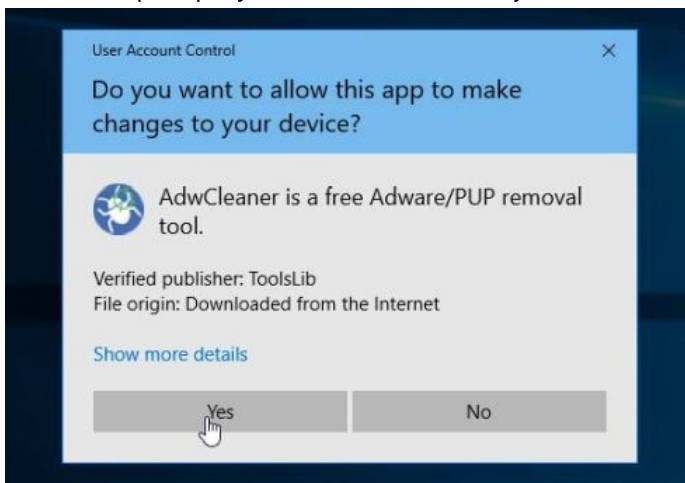 User Account Control
Do you want to allow this app to make
changes to your device?
AdwCleaner is a free Adware/PUP removal
tool.
Verified publisher: ToolsLib
File origin: Downloaded from the Internet
Show more details
Yes
No